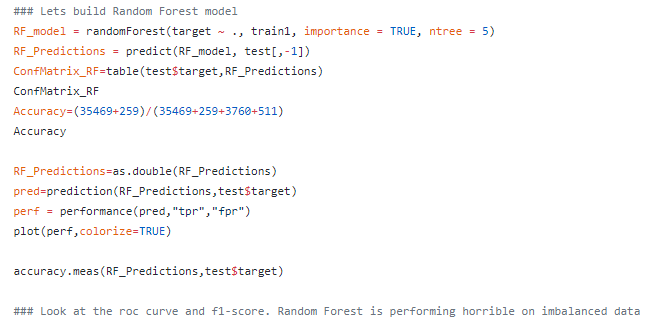 ### Lets build Random Forest model
RF_model = randomForest(target ~ ., train1, importance = TRUE, ntree = 5)
RF_Predictions = predict(RF_model, test[,-1])
ConfMatrix_RF=table(test$target,RF_Predictions)
ConfMatrix_RF
Accuracy=(35469+259)/(35469+259+3760+511)
Accuracy
RF_Predictions=as.double(RF_Predictions)
pred=prediction(RF_Predictions,test$target)
perf = performance(pred,"tpr","fpr")
plot(perf,colorize=TRUE)
accuracy.meas(RF_Predictions,test$target)
### Look at the roc curve and f1-score. Random Forest is performing horrible on imbalanced data